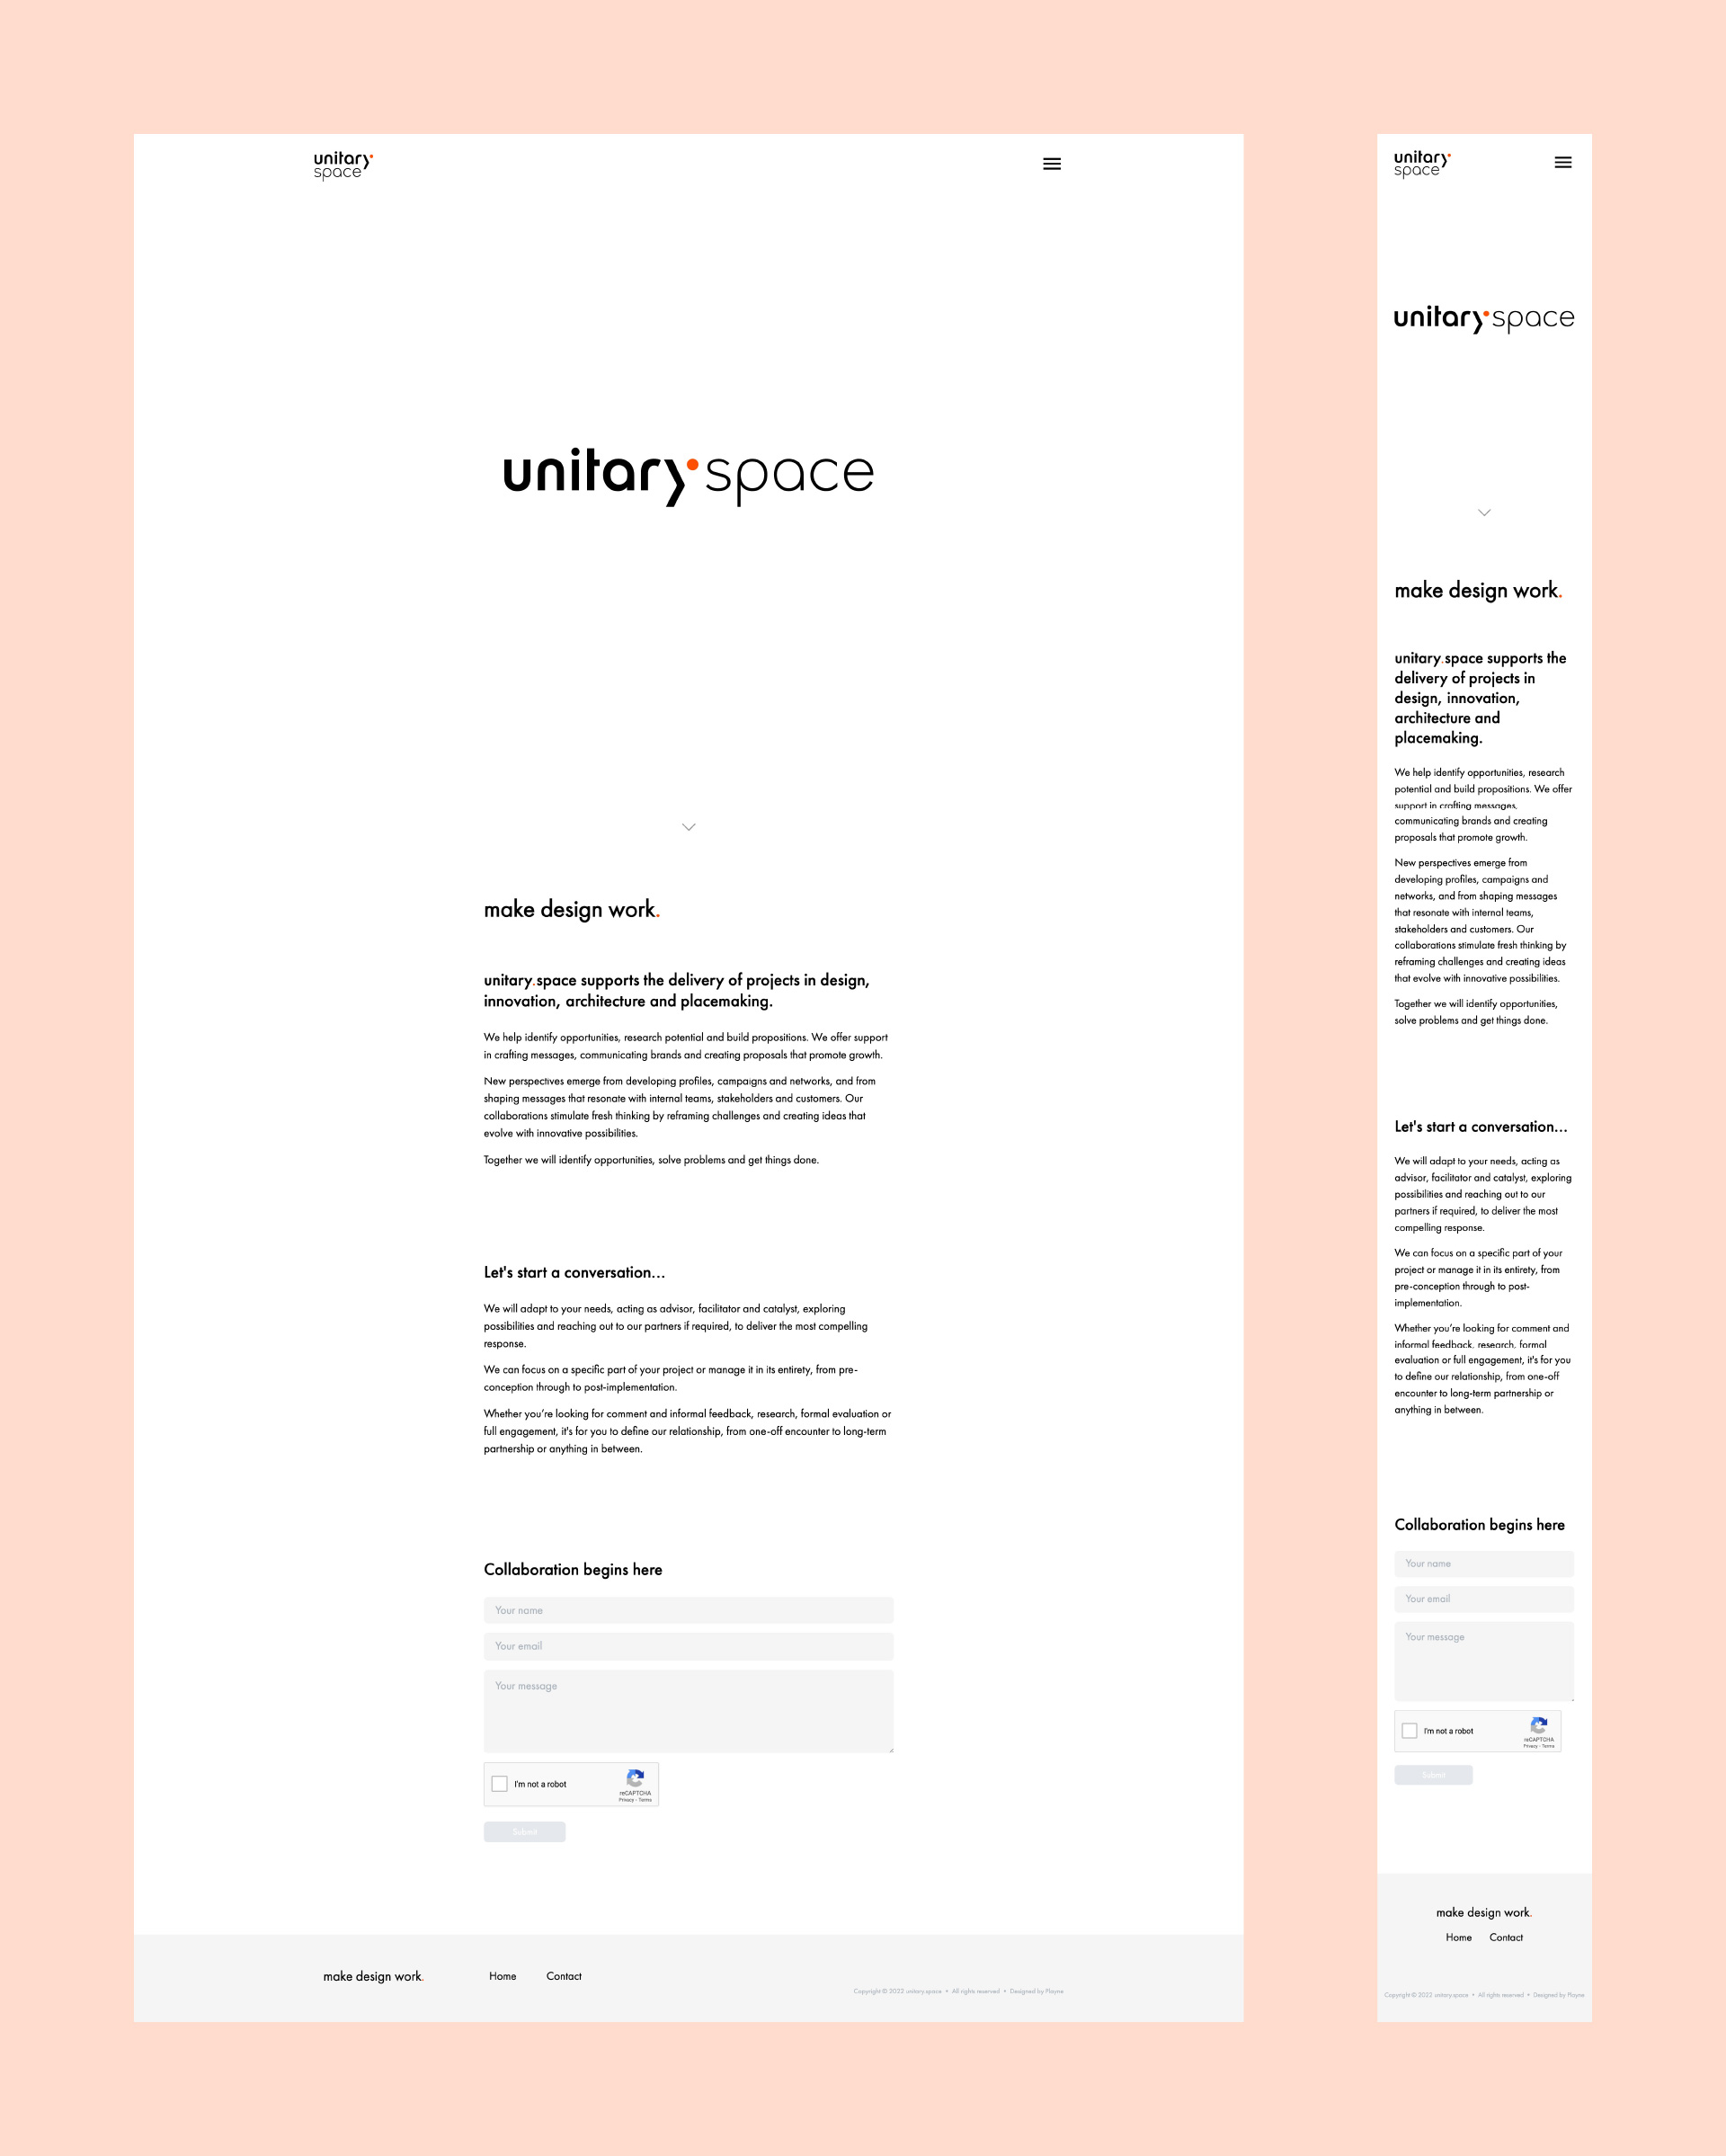 unitary
space
unitary space
make design work.
unitary.space supports the delivery of projects in design,
innovation, architecture and placemaking.
We help identify opportunities, research potential and build propositions. We offer support
in crafting messages, communicating brands and creating proposals that promote growth.
New perspectives emerge from developing profiles, campaigns and networks, and from
shaping messages that resonate with internal teams, stakeholders and customers. Our
collaborations stimulate fresh thinking by reframing challenges and creating ideas that
evolve with innovative possibilities.
Together we will identify opportunities, solve problems and get things done.
Let's start a conversation...
We will adapt to your needs, acting as advisor, facilitator and catalyst, exploring
possibilities and reaching out to our partners if required, to deliver the most compelling
response.
We can focus on a specific part of your project or manage it in its entirety, from pre-
conception through to post-implementation.
Whether you’re looking for comment and informal feedback, research, formal evaluation or
full engagement, it's for you to define our relationship, from one-off encounter to long-term
partnership or anything in between.
Collaboration begins here
Your name
Your email
Your message
I'm not a robot
reCAPTCHA
Privacy - Terms
Submit
make design work.
Home
Contact
Copyright © 2022 unitary.space • All rights reserved • Designed by Playne
unitary
space
unitary space
make design work.
unitary.space supports the
delivery of projects in
design, innovation,
architecture and
placemaking.
We help identify opportunities, research
potential and build propositions. We offer
support in crafting messages,
communicating brands and creating
proposals that promote growth.
New perspectives emerge from
developing profiles, campaigns and
networks, and from shaping messages
that resonate with internal teams,
stakeholders and customers. Our
collaborations stimulate fresh thinking by
reframing challenges and creating ideas
that evolve with innovative possibilities.
Together we will identify opportunities,
solve problems and get things done.
Let's start a conversation...
We will adapt to your needs, acting as
advisor, facilitator and catalyst, exploring
possibilities and reaching out to our
partners if required, to deliver the most
compelling response.
We can focus on a specific part of your
project or manage it in its entirety, from
pre-conception through to post-
implementation.
Whether you’re looking for comment and
informal feedback, research, formal
evaluation or full engagement, it's for you
to define our relationship, from one-off
encounter to long-term partnership or
anything in between.
Collaboration begins here
Your name
Your email
Your message
I'm not a robot
reCAPTCHA
Privacy - Terms
Submit
make design work.
Home
Contact
Copyright © 2022 unitary.space • All rights reserved • Designed by Playne